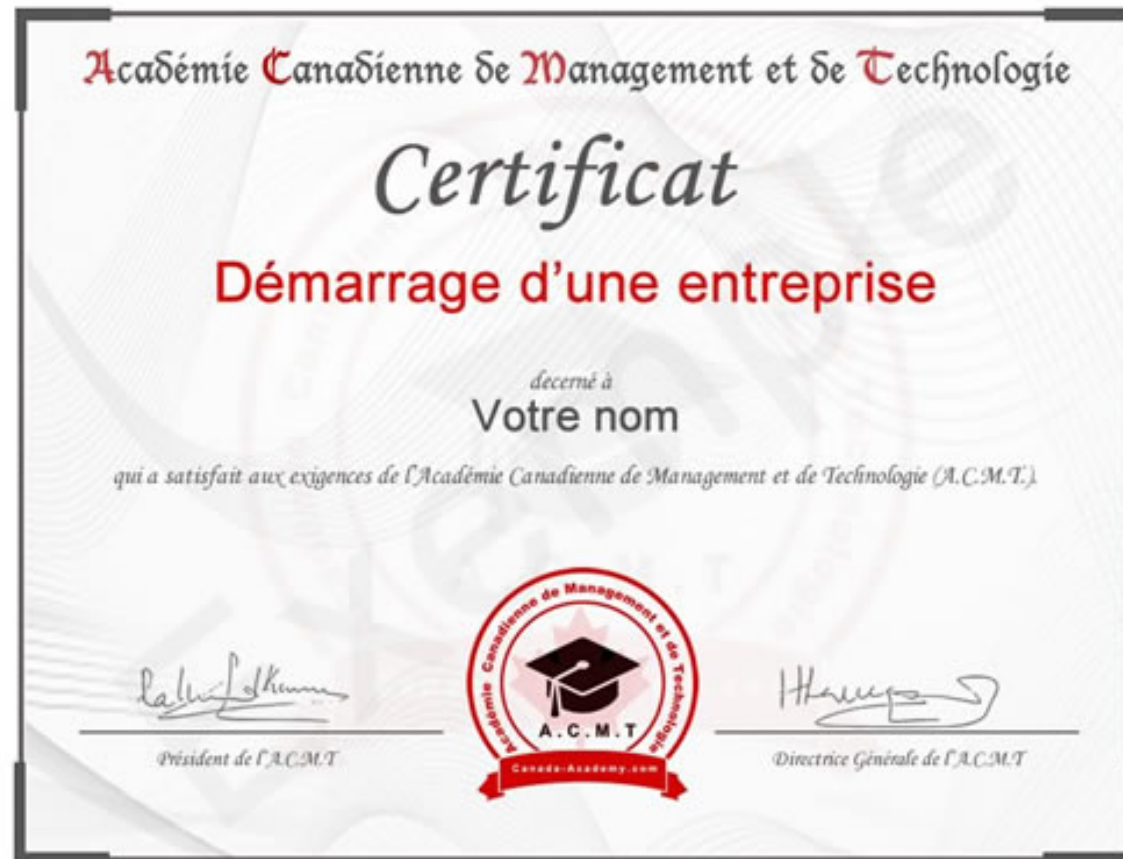 Académie Canadienne de Management et de Technologie
Certificat
Démarrage d'une entreprise
decerné à
Votre nom
qui a satisfait aux exigences de l'Académie Canadienne de Management et de Technologie (A.C.M.T.).
Exemple
Académie Canadienne de Management et de Technologie
A.C.M.T
Canada-Academy.com
Président de l'A.C.M.T
Directrice Générale de l'A.C.M.T